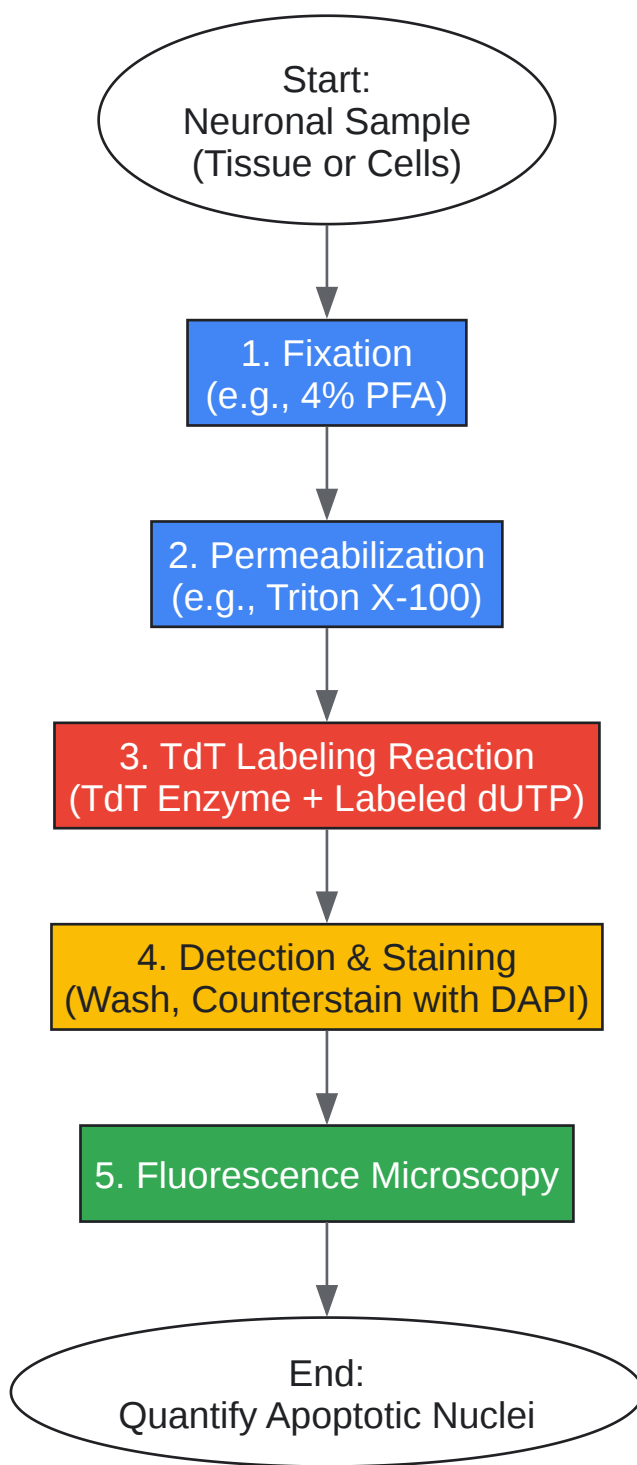 Start:
Neuronal Sample
(Tissue or Cells)
1. Fixation
(e.g., 4% PFA)
2. Permeabilization
(e.g., Triton X-100)
3. TdT Labeling Reaction
(TdT Enzyme + Labeled dUTP)
4. Detection & Staining
(Wash, Counterstain with DAPI)
5. Fluorescence Microscopy
End:
Quantify Apoptotic Nuclei